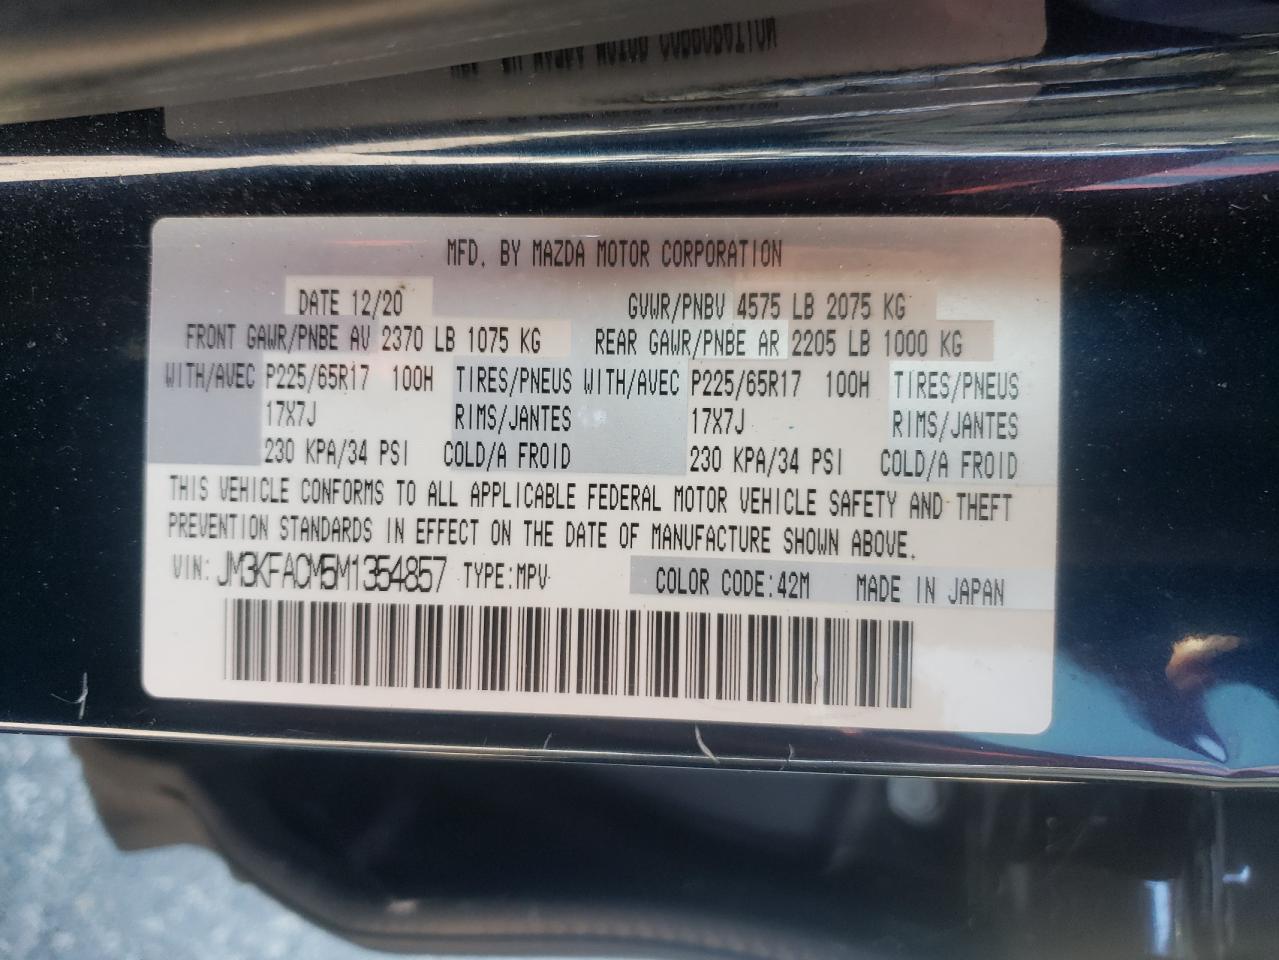 MFD. BY MAZDA MOTOR CORPORATION
DATE 12/20 GVWR/PNBV 4575 LB 2075 KG
FRONT GAWR/PNBE AV 2370 LB 1075 KG REAR GAWR/PNBE AR 2205 LB 1000 KG
WITH/AVEC P225/65R17 100H TIRES/PNEUS WITH/AVEC P225/65R17 100H TIRES/PNEUS
17X7J RIMS/JANTES 17X7J RIMS/JANTES
230 KPA/34 PSI COLD/A FROID 230 KPA/34 PSI COLD/A FROID
THIS VEHICLE CONFORMS TO ALL APPLICABLE FEDERAL MOTOR VEHICLE SAFETY AND THEFT
PREVENTION STANDARDS IN EFFECT ON THE DATE OF MANUFACTURE SHOWN ABOVE.
VIN: JM3KFACM5M1354857 TYPE:MPV COLOR CODE:42M MADE IN JAPAN